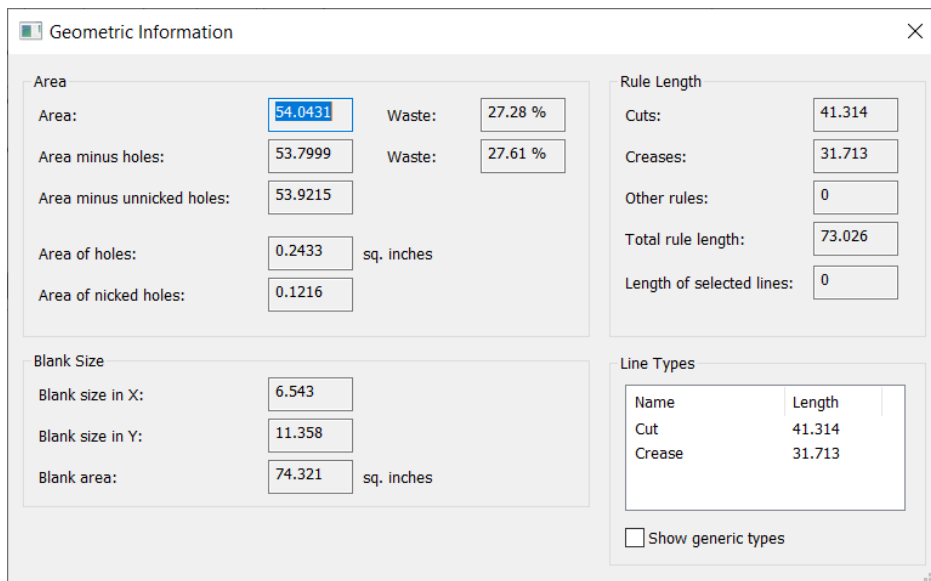 Geometric Information
Area
Area: 54.0431 Waste: 27.28 %
Area minus holes: 53.7999 Waste: 27.61 %
Area minus unnicked holes: 53.9215
Area of holes: 0.2433 sq. inches
Area of nicked holes: 0.1216
Blank Size
Blank size in X: 6.543
Blank size in Y: 11.358
Blank area: 74.321 sq. inches
Rule Length
Cuts: 41.314
Creases: 31.713
Other rules: 0
Total rule length: 73.026
Length of selected lines: 0
Line Types
Name Length
Cut 41.314
Crease 31.713
Show generic types